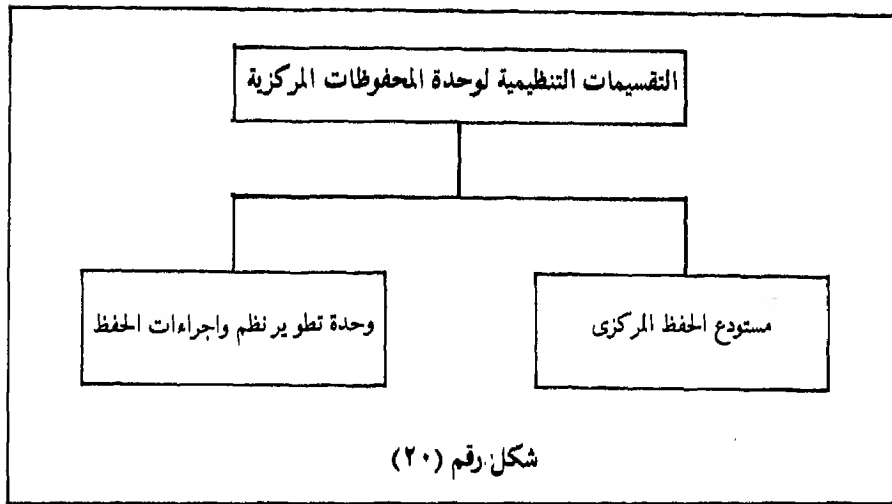 التقسيمات التنظيمية لوحدة المحفوظات المركزية
مستودع الحفظ المركزى
وحدة تطوير نظم واجراءات الحفظ
شكل رقم (٢٠)